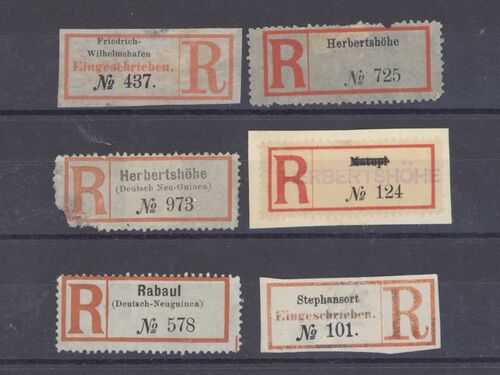 Friedrich-
Wilhelmshafen
Eingeschrieben.
№ 437.
R
R
Herbertshöhe
№ 725
R
Herbertshöhe
(Deutsch Neu-Guinea)
№ 973
R
Matupi
HERBERTSHÖHE
№ 124
R
Rabaul
(Deutsch-Neuguinea)
№ 578
Stephansort
Eingeschrieben.
№ 101.
R